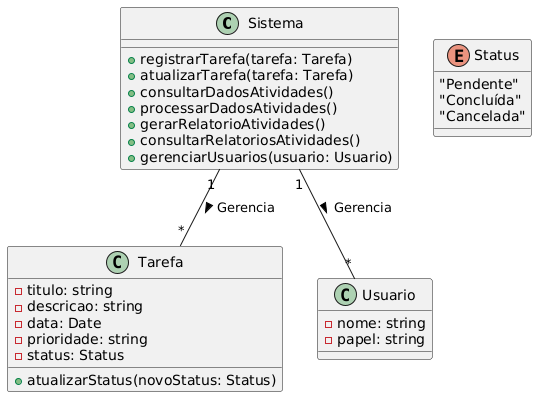 C Sistema
registrarTarefa(tarefa: Tarefa)
atualizarTarefa(tarefa: Tarefa)
consultarDadosAtividades()
processarDadosAtividades()
gerarRelatorioAtividades()
consultarRelatoriosAtividades()
gerenciarUsuarios(usuario: Usuario)
E Status
"Pendente"
"Concluída"
"Cancelada"
1
1
Gerencia
Gerencia
*
*
C Tarefa
titulo: string
descricao: string
data: Date
prioridade: string
status: Status
atualizarStatus(novoStatus: Status)
C Usuario
nome: string
papel: string